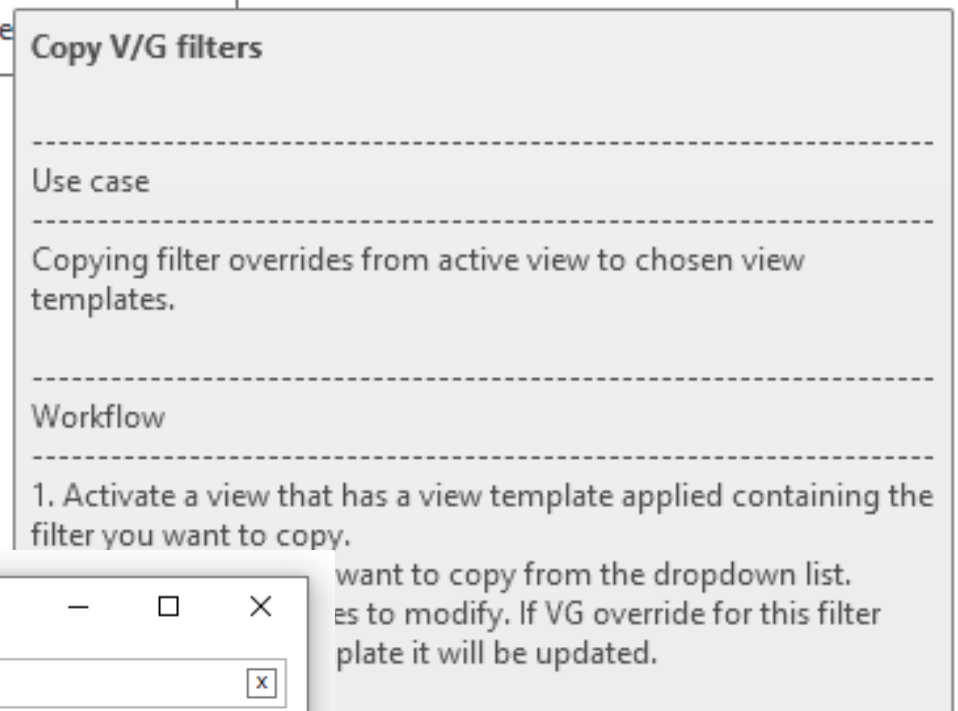 e
Copy V/G filters
----------------------------------------------------------------------
Use case
----------------------------------------------------------------------
Copying filter overrides from active view to chosen view
templates.
----------------------------------------------------------------------
Workflow
----------------------------------------------------------------------
1. Activate a view that has a view template applied containing the
filter you want to copy.
want to copy from the dropdown list.
es to modify. If VG override for this filter
plate it will be updated.
x